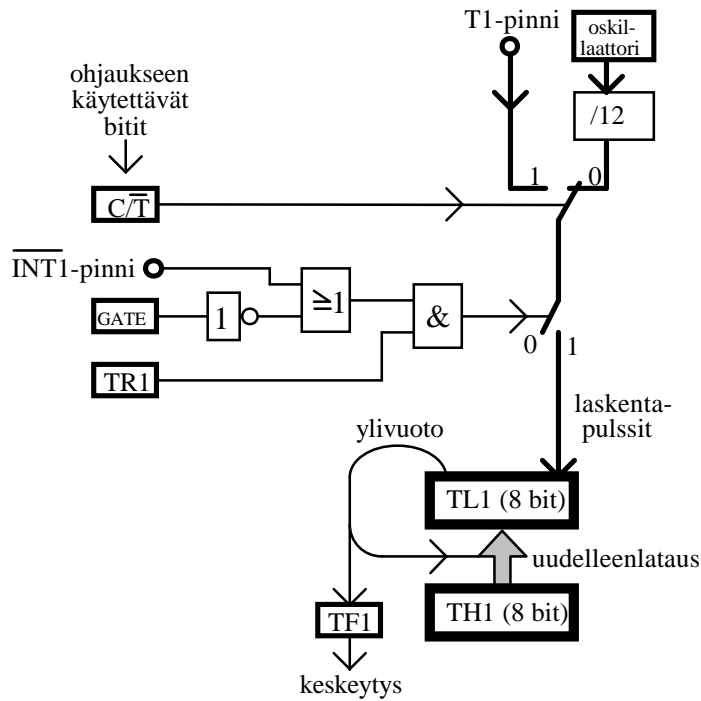 T1-pinni
oskil-
laattori
ohjaukseen
käytettävät
bitit
/12
1
0
C/T̅
I̅N̅T̅1-pinni
GATE
1
≥1
&
0
1
TR1
laskenta-
pulssit
ylivuoto
TL1 (8 bit)
uudelleenlataus
TH1 (8 bit)
TF1
keskeytys